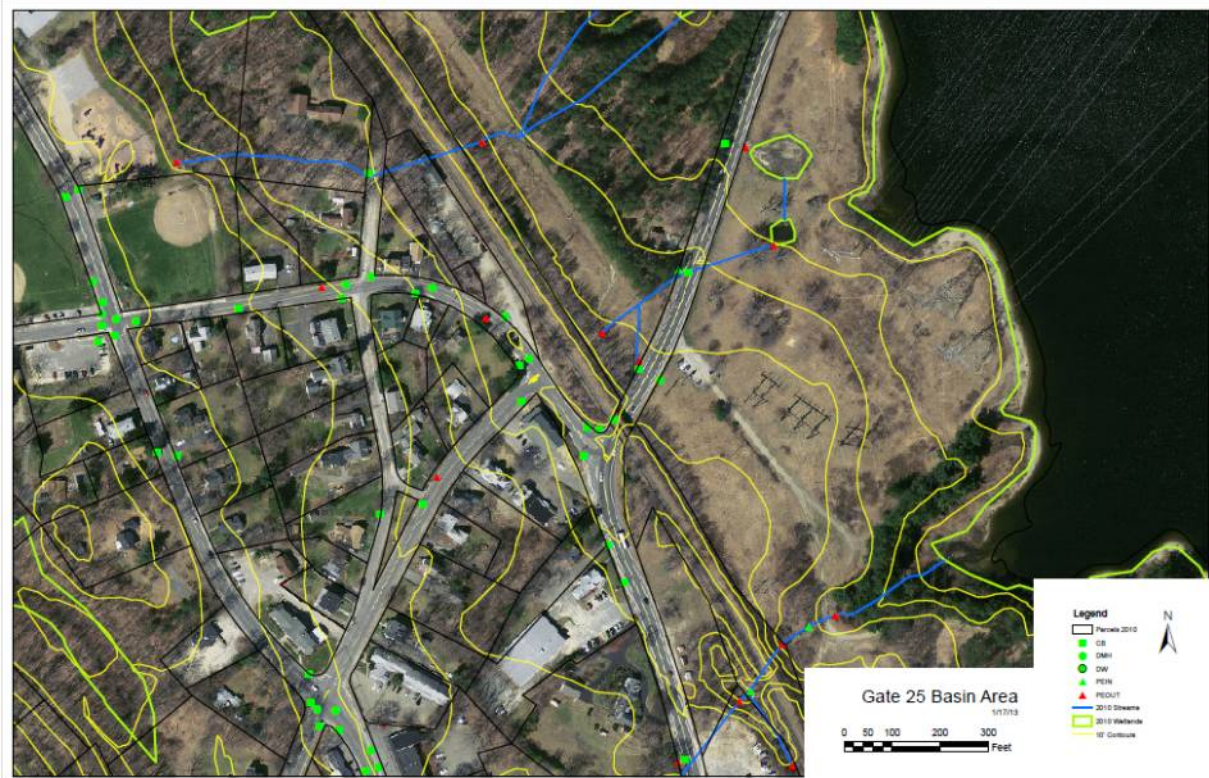 Legend
Parcels 2010
CB
DMH
DW
PEIN
PEOUT
2010 Streams
2010 Wetlands
10' Contours
N
Gate 25 Basin Area
1/17/13
0 50 100 200 300
Feet